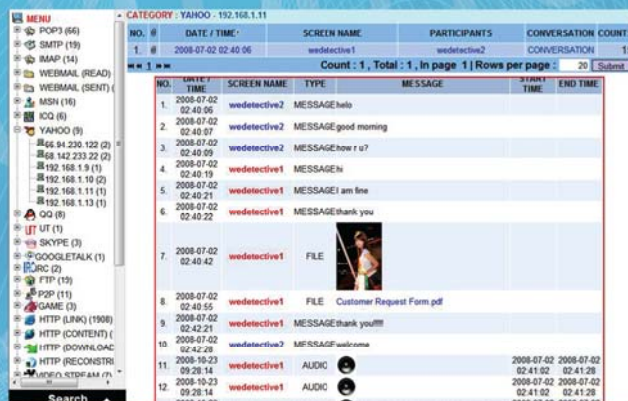 MENU
POP3 (66)
SMTP (19)
IMAP (14)
WEBMAIL (READ)
WEBMAIL (SENT) (
MSN (16)
ICQ (6)
YAHOO (9)
66.94.230.122 (2)
68.142.233.22 (2)
192.168.1.9 (1)
192.168.1.10 (2)
192.168.1.11 (1)
192.168.1.13 (1)
QQ (8)
UT (1)
SKYPE (3)
GOOGLETALK (1)
IRC (2)
FTP (19)
P2P (11)
GAME (3)
HTTP (LINK) (1908)
HTTP (CONTENT) (
HTTP (DOWNLOAD
HTTP (RECONSTRI
VIDEO STREAM (7)
Search
CATEGORY : YAHOO - 192.168.1.11
NO. DATE / TIME SCREEN NAME PARTICIPANTS CONVERSATION COUNT
1. 2008-07-02 02:40:06 wedetective1 wedetective2 CONVERSATION 1
1 Count : 1 , Total : 1 , In page 1 | Rows per page : 20 Submit
NO. DATE / TIME SCREEN NAME TYPE MESSAGE START TIME END TIME
1. 2008-07-02 02:40:06 wedetective2 MESSAGE helo
2. 2008-07-02 02:40:07 wedetective2 MESSAGE good morning
3. 2008-07-02 02:40:09 wedetective2 MESSAGE how r u?
4. 2008-07-02 02:40:19 wedetective1 MESSAGE hi
5. 2008-07-02 02:40:21 wedetective1 MESSAGE I am fine
6. 2008-07-02 02:40:22 wedetective1 MESSAGE thank you
7. 2008-07-02 02:40:42 wedetective1 FILE
8. 2008-07-02 02:40:55 wedetective1 FILE Customer Request Form.pdf
9. 2008-07-02 02:42:21 wedetective1 MESSAGE thank you!!!!!
10. 2008-07-02 02:42:28 wedetective2 MESSAGE welcome
11. 2008-10-23 09:28:14 wedetective1 AUDIO 2008-07-02 02:41:02 2008-07-02 02:41:28
12. 2008-10-23 09:28:14 wedetective1 AUDIO 2008-07-02 02:41:02 2008-07-02 02:41:28